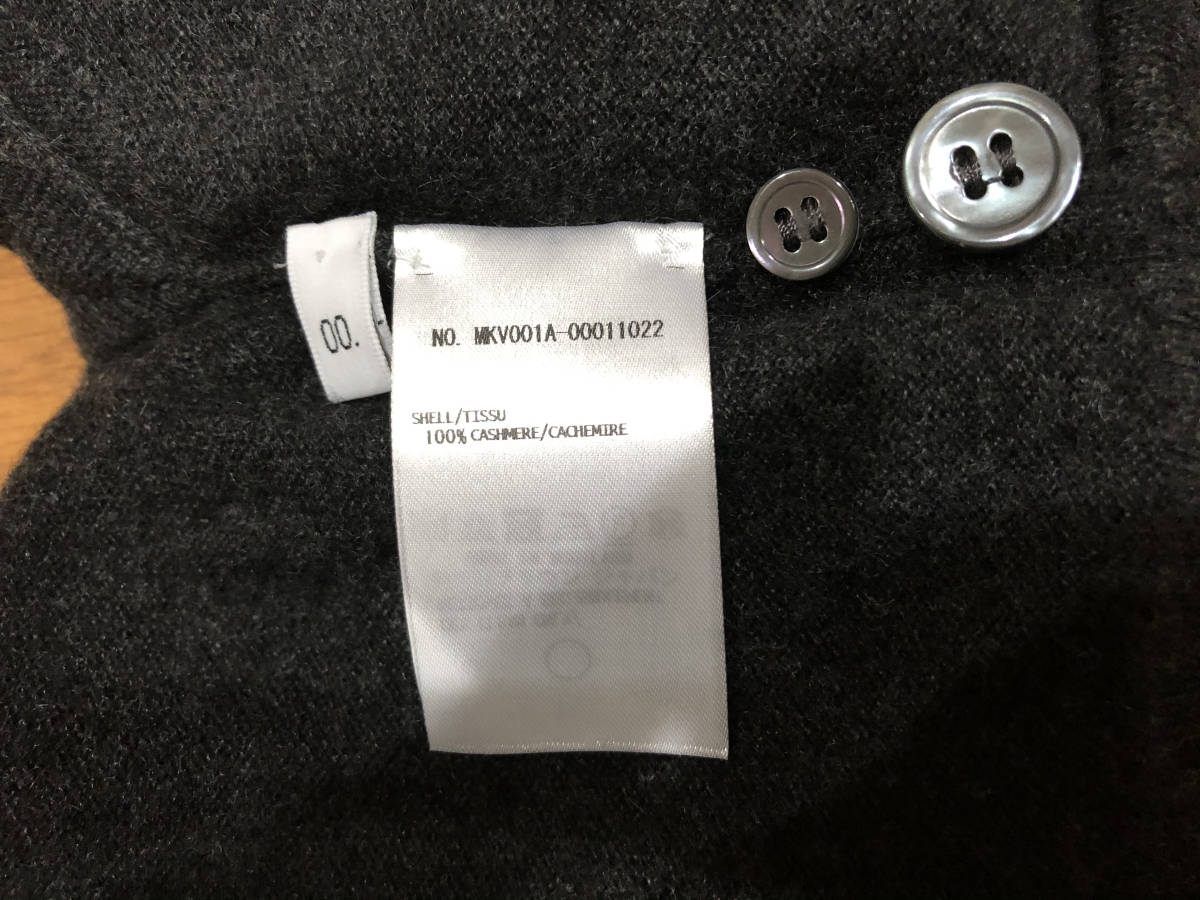 00.
NO. MKV001A-00011022
SHELL/TISSU
100% CASHMERE/CACHEMIRE